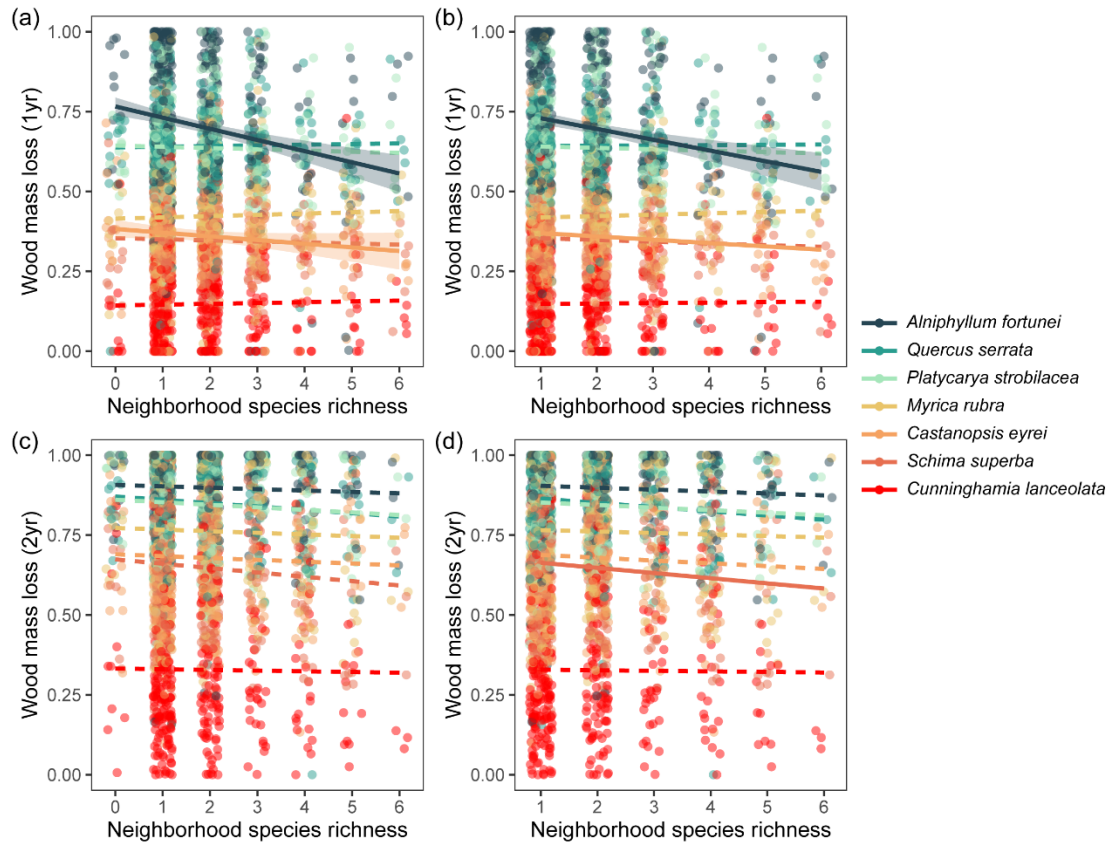 (a)
Wood mass loss (1yr)
1.00
0.75
0.50
0.25
0.00
0 1 2 3 4 5 6
Neighborhood species richness
(b)
Wood mass loss (1yr)
1.00
0.75
0.50
0.25
0.00
1 2 3 4 5 6
Neighborhood species richness
(c)
Wood mass loss (2yr)
1.00
0.75
0.50
0.25
0.00
0 1 2 3 4 5 6
Neighborhood species richness
(d)
Wood mass loss (2yr)
1.00
0.75
0.50
0.25
0.00
1 2 3 4 5 6
Neighborhood species richness
Alniphyllum fortunei
Quercus serrata
Platycarya strobilacea
Myrica rubra
Castanopsis eyrei
Schima superba
Cunninghamia lanceolata